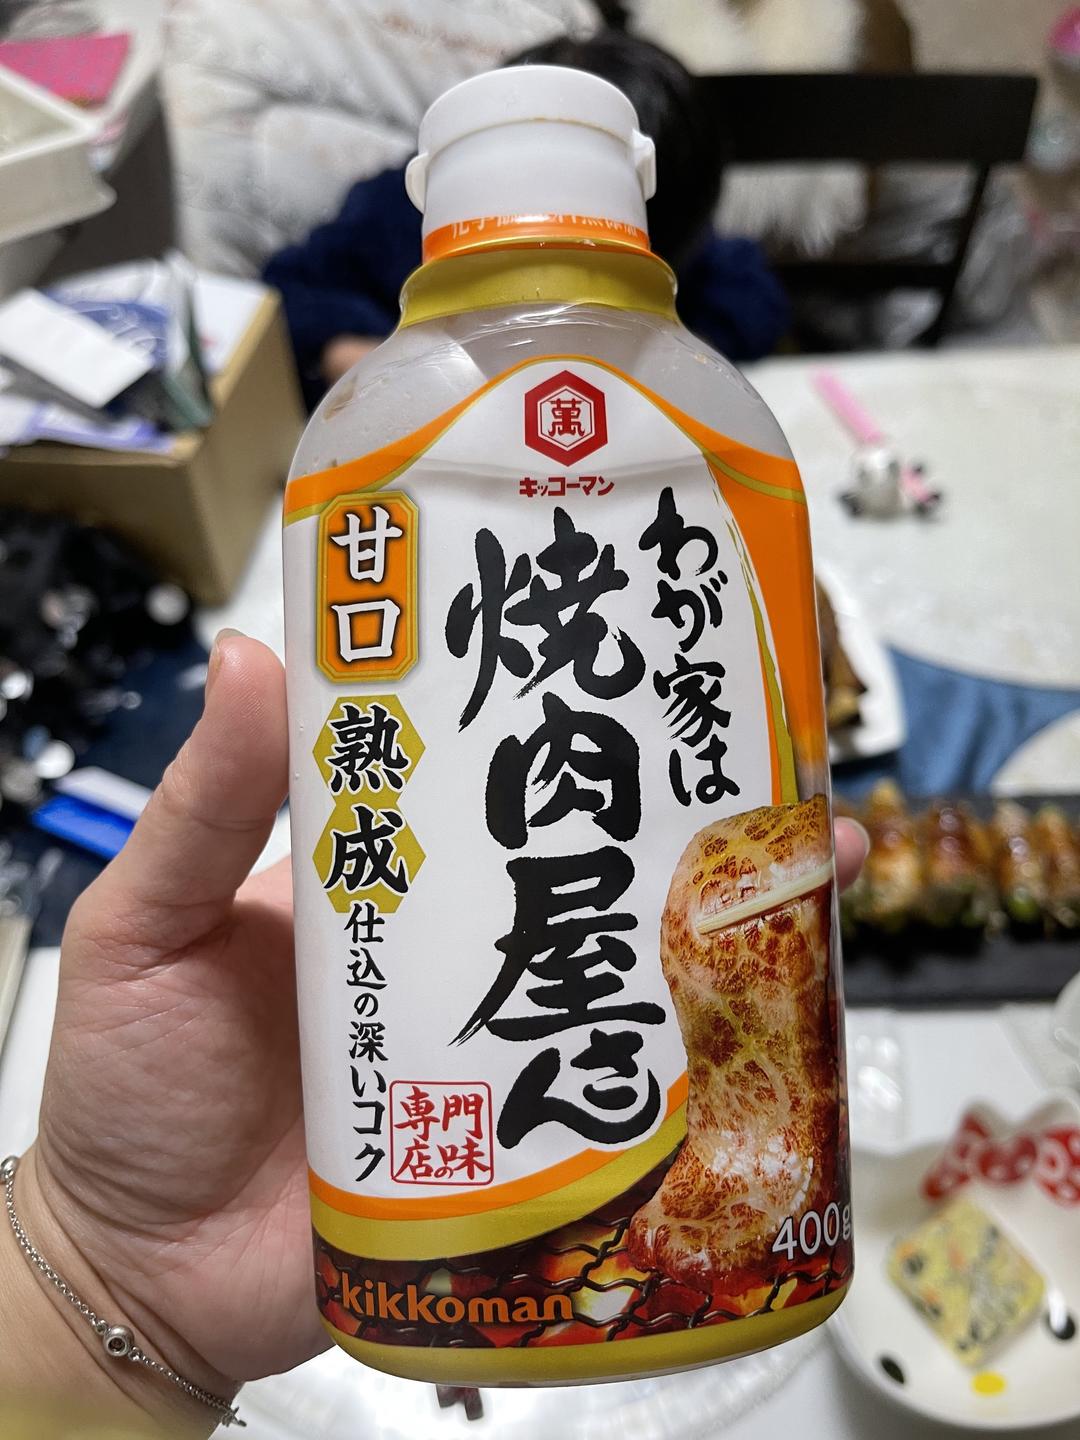 萬
キッコーマン
わが家は
焼肉屋さん
甘口
熟成
仕込の深いコク
専門店の味
400g
kikkoman